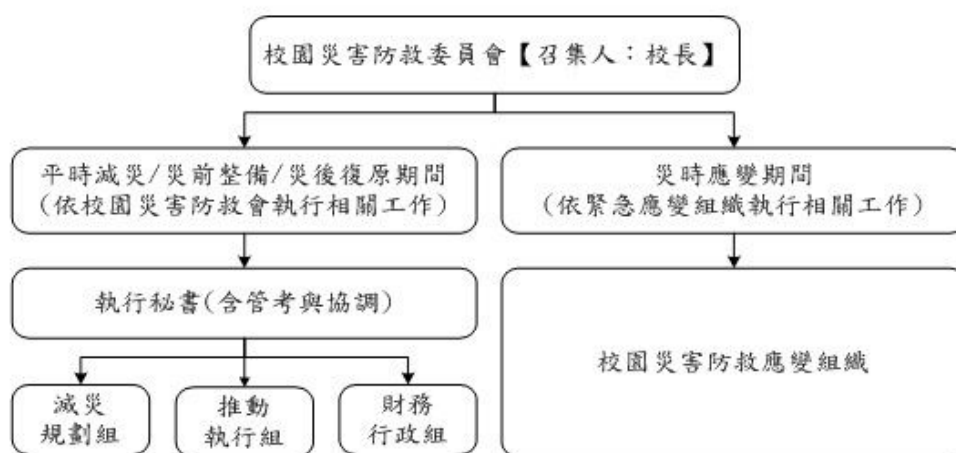 校園災害防救委員會【召集人：校長】
平時減災/災前整備/災後復原期間
(依校園災害防救會執行相關工作)
災時應變期間
(依緊急應變組織執行相關工作)
執行秘書(含管考與協調)
校園災害防救應變組織
減災
規劃組
推動
執行組
財務
行政組